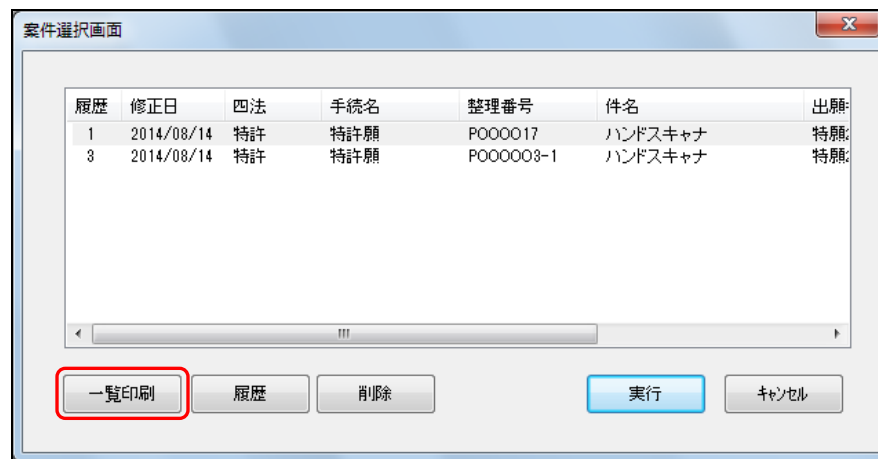 案件選択画面
履歴 修正日 四法 手続名 整理番号 件名 出願
1 2014/08/14 特許 特許願 P000017 ハンドスキャナ 特願2
3 2014/08/14 特許 特許願 P000003-1 ハンドスキャナ 特願2
一覧印刷 履歴 削除 実行 キャンセル